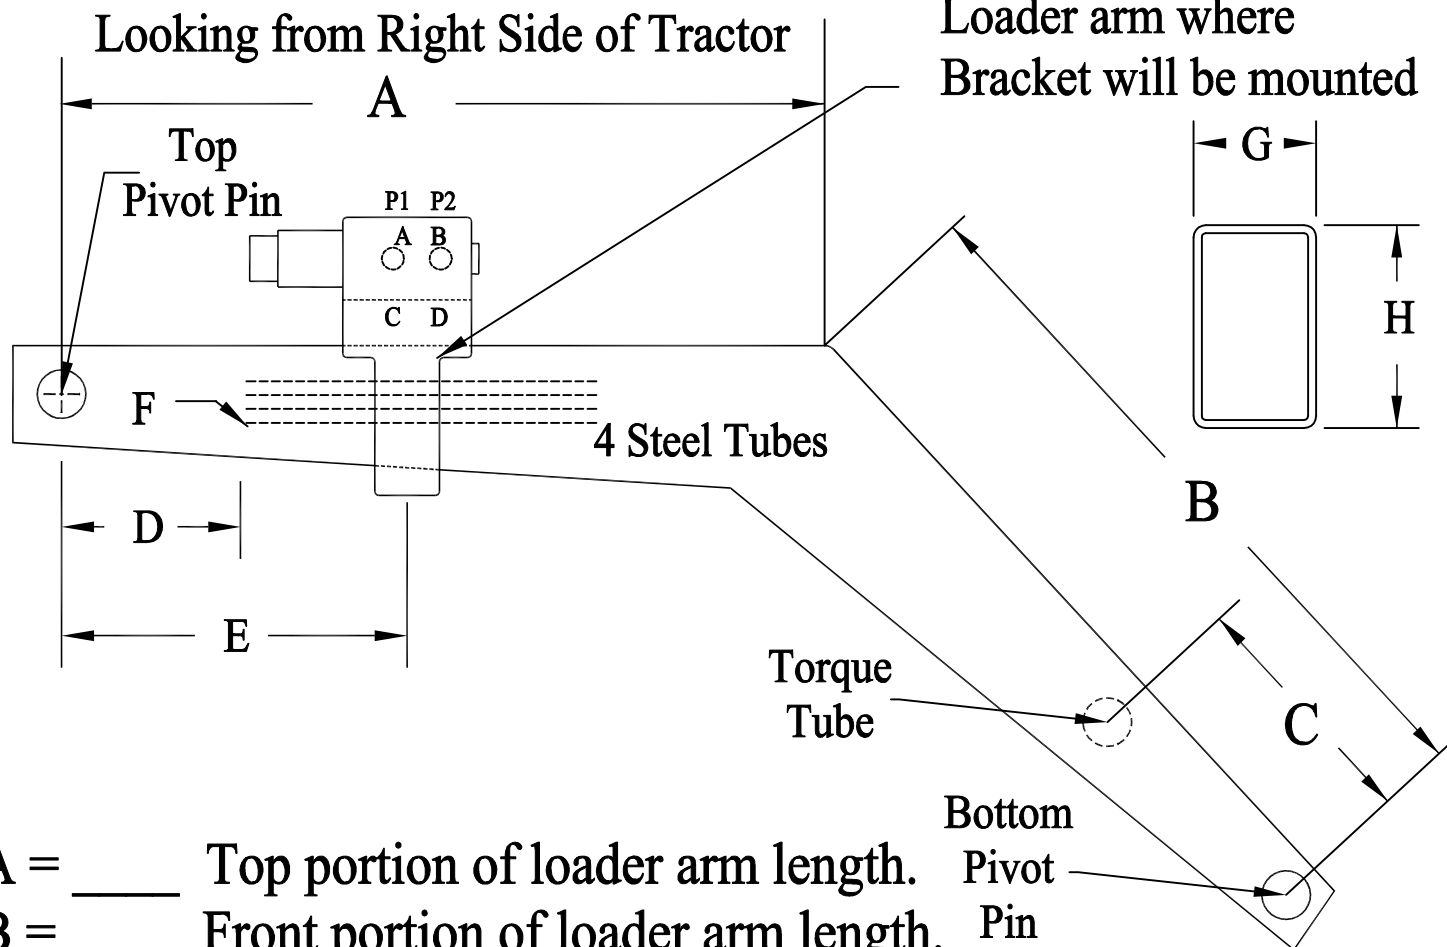 Looking from Right Side of Tractor
Loader arm where
Bracket will be mounted
A
G
Top
Pivot Pin
P1 P2
A B
C D
H
F
4 Steel Tubes
B
D
E
Torque
Tube
C
Bottom
Pivot
Pin
A = ____ Top portion of loader arm length.
B = Front portion of loader arm length.